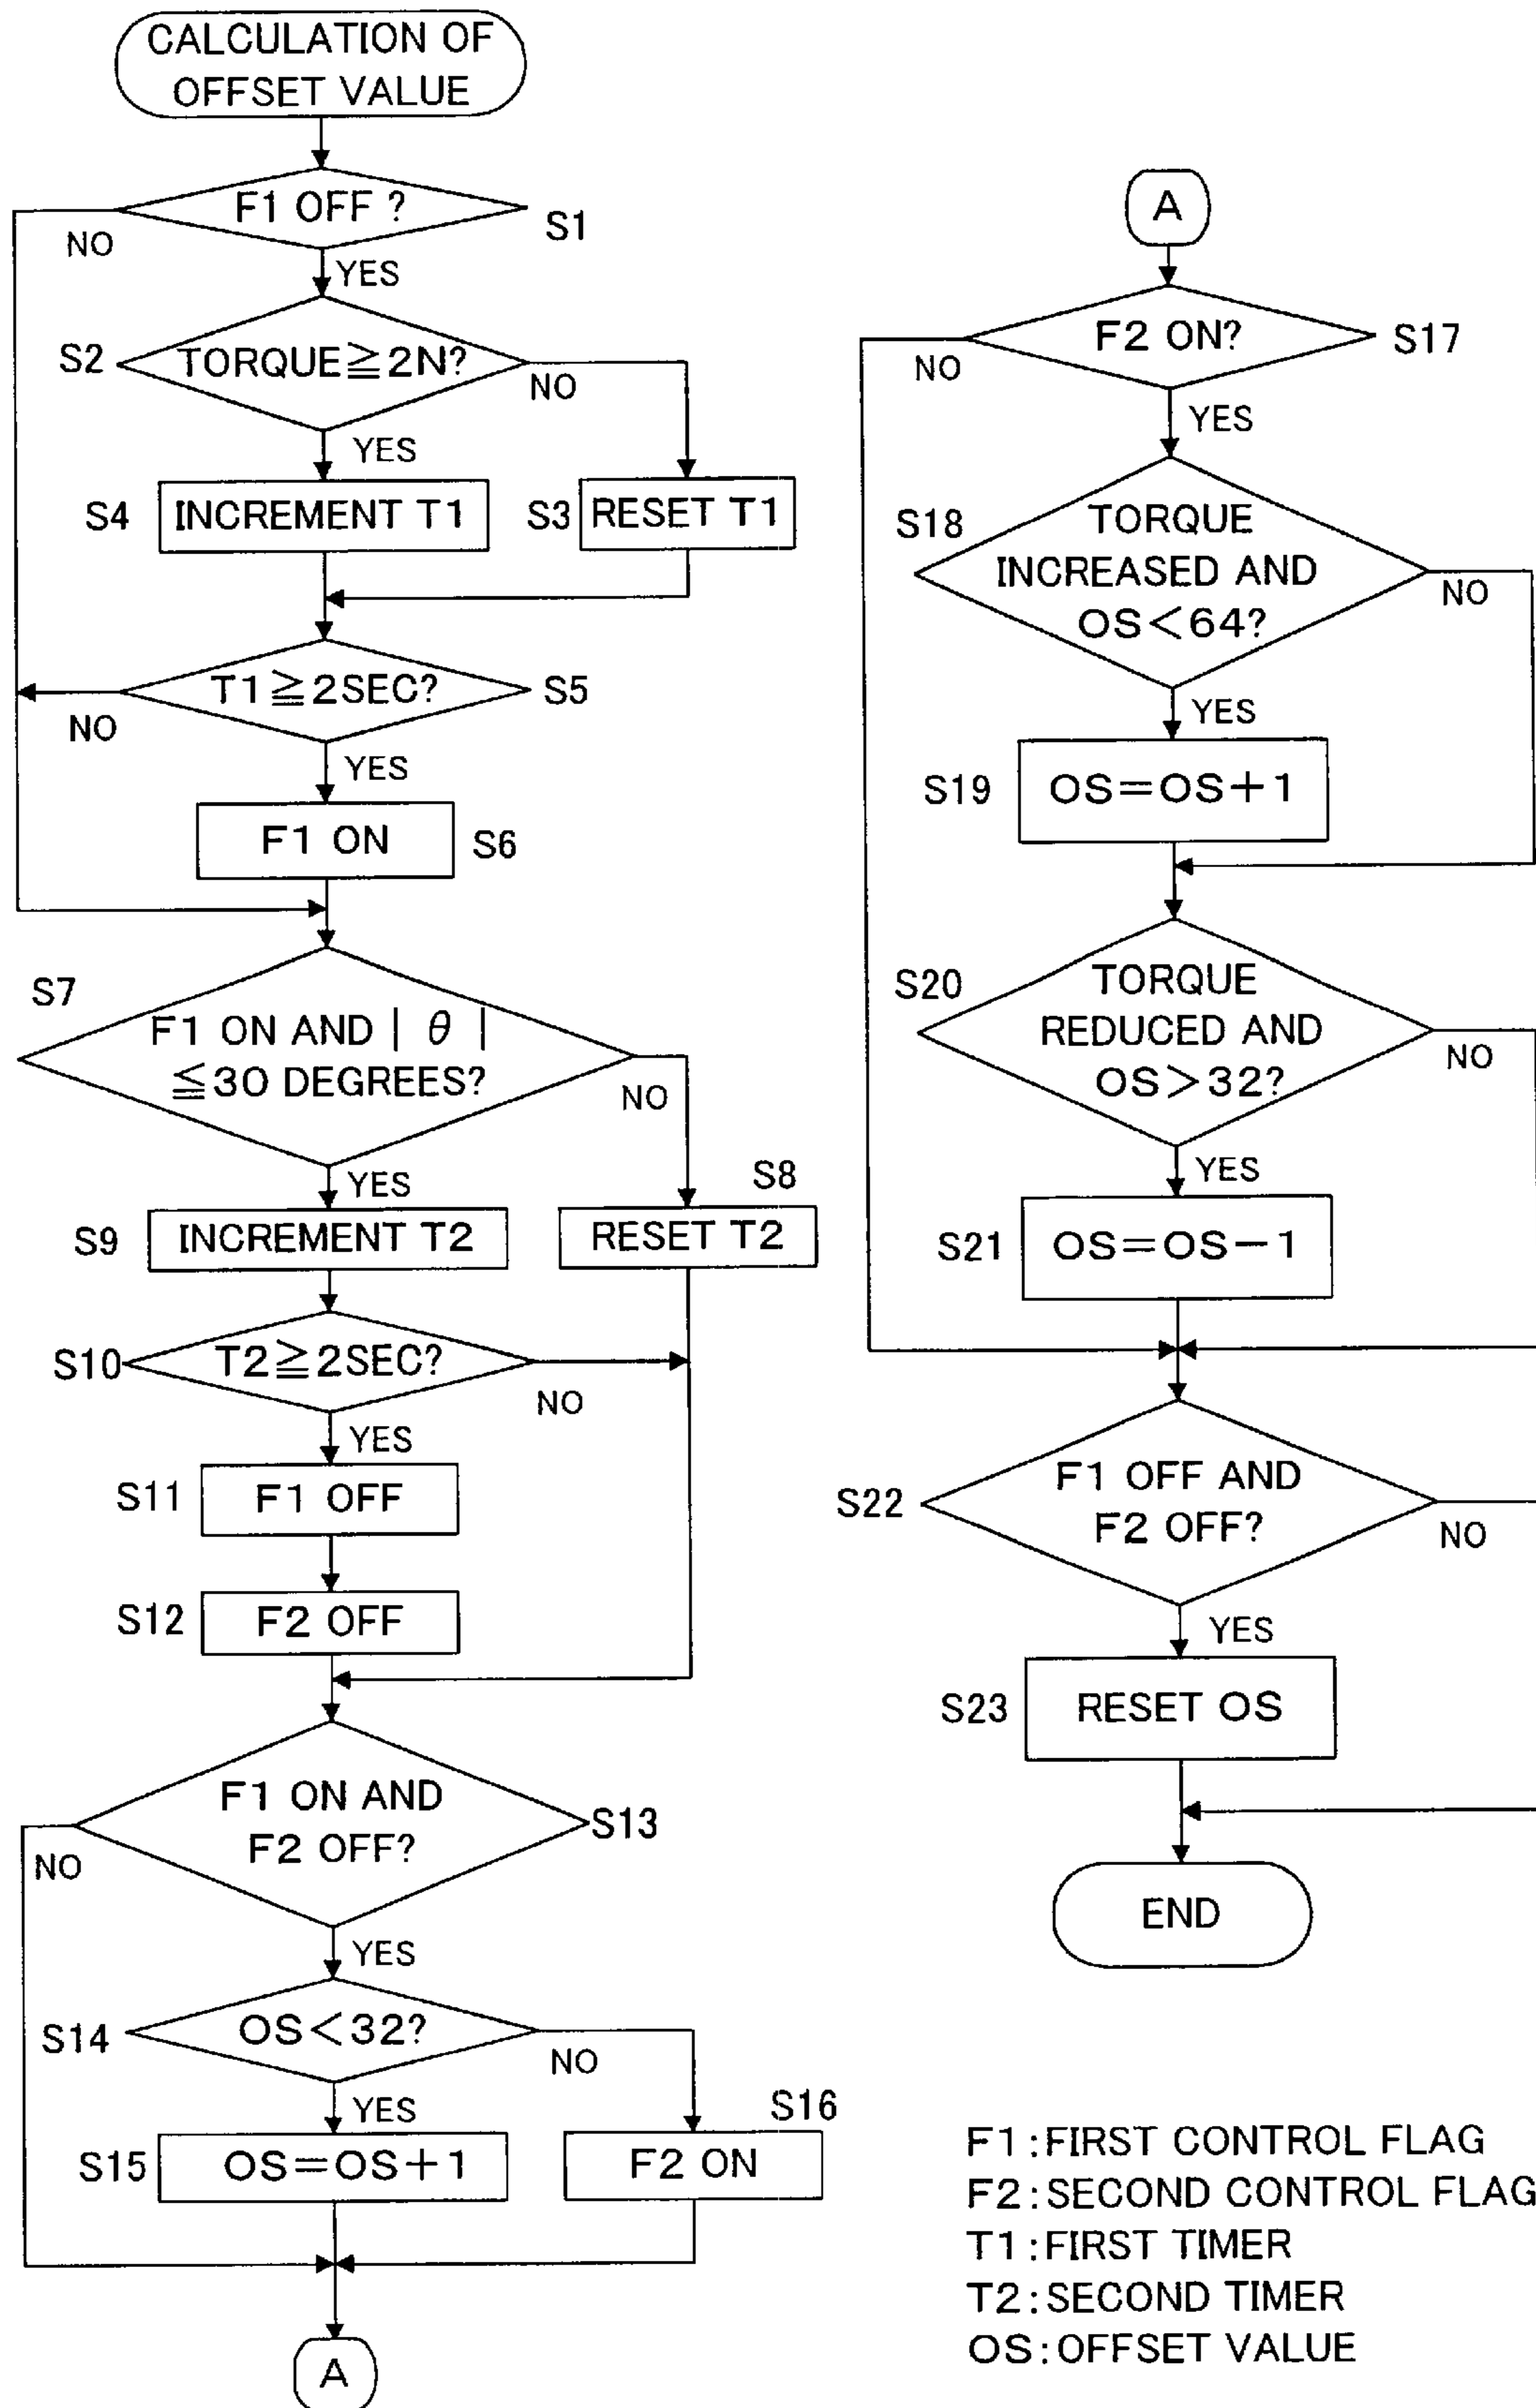 CALCULATION OF
OFFSET VALUE
F1 OFF ?
S1
NO
YES
S2
TORQUE≧2N?
NO
YES
S4
INCREMENT T1
S3
RESET T1
T1≧2SEC?
S5
NO
YES
F1 ON
S6
S7
F1 ON AND | θ |
≦30 DEGREES?
NO
YES
S8
S9
INCREMENT T2
RESET T2
S10
T2≧2SEC?
NO
YES
S11
F1 OFF
S12
F2 OFF
F1 ON AND
F2 OFF?
S13
NO
YES
S14
OS<32?
NO
YES
S16
S15
OS=OS+1
F2 ON
A
A
F2 ON?
S17
NO
YES
S18
TORQUE
INCREASED AND
OS<64?
NO
YES
S19
OS=OS+1
S20
TORQUE
REDUCED AND
OS>32?
NO
YES
S21
OS=OS−1
S22
F1 OFF AND
F2 OFF?
NO
YES
S23
RESET OS
END
F1:FIRST CONTROL FLAG
F2:SECOND CONTROL FLAG
T1:FIRST TIMER
T2:SECOND TIMER
OS:OFFSET VALUE